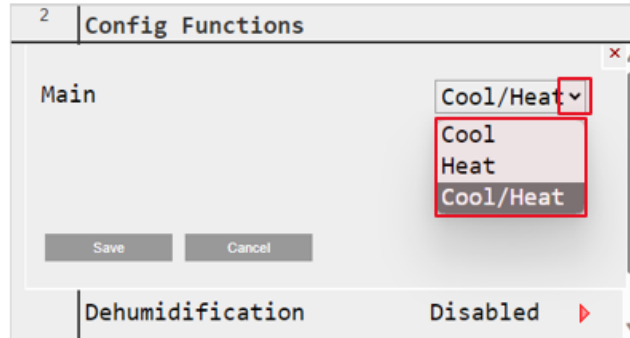 2
Config Functions
Main
Cool/Heat
Cool
Heat
Cool/Heat
Save Cancel
Dehumidification Disabled